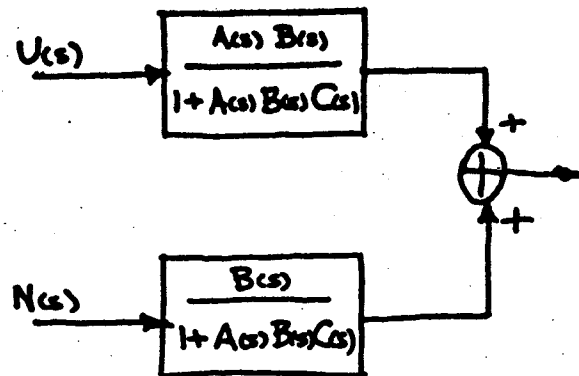 U(s)
A(s) B(s)
1 + A(s) B(s) C(s)
+
+
N(s)
B(s)
1 + A(s) B(s) C(s)